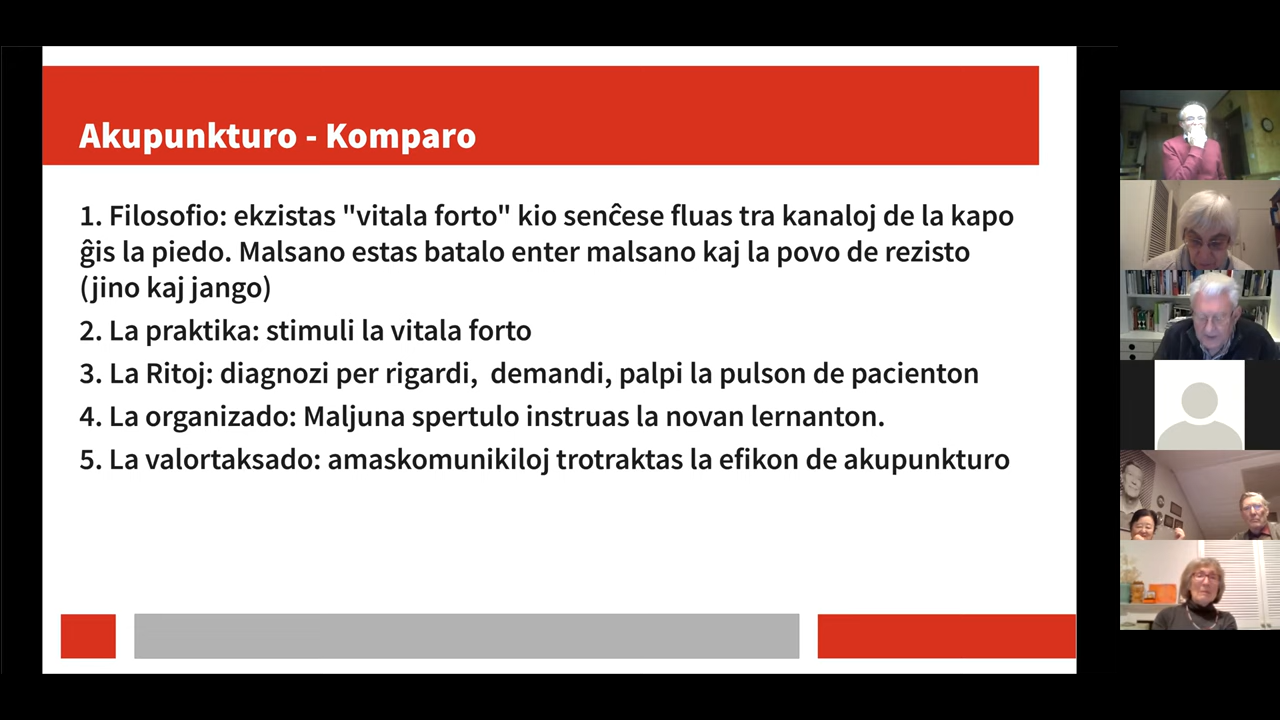 Akupunkturo - Komparo
1. Filosofio: ekzistas "vitala forto" kio senĉese fluas tra kanaloj de la kapo
ĝis la piedo. Malsano estas batalo enter malsano kaj la povo de rezisto
(jino kaj jango)
2. La praktika: stimuli la vitala forto
3. La Ritoj: diagnozi per rigardi,  demandi, palpi la pulson de pacienton
4. La organizado: Maljuna spertulo instruas la novan lernanton.
5. La valortaksado: amaskomunikiloj trotraktas la efikon de akupunkturo